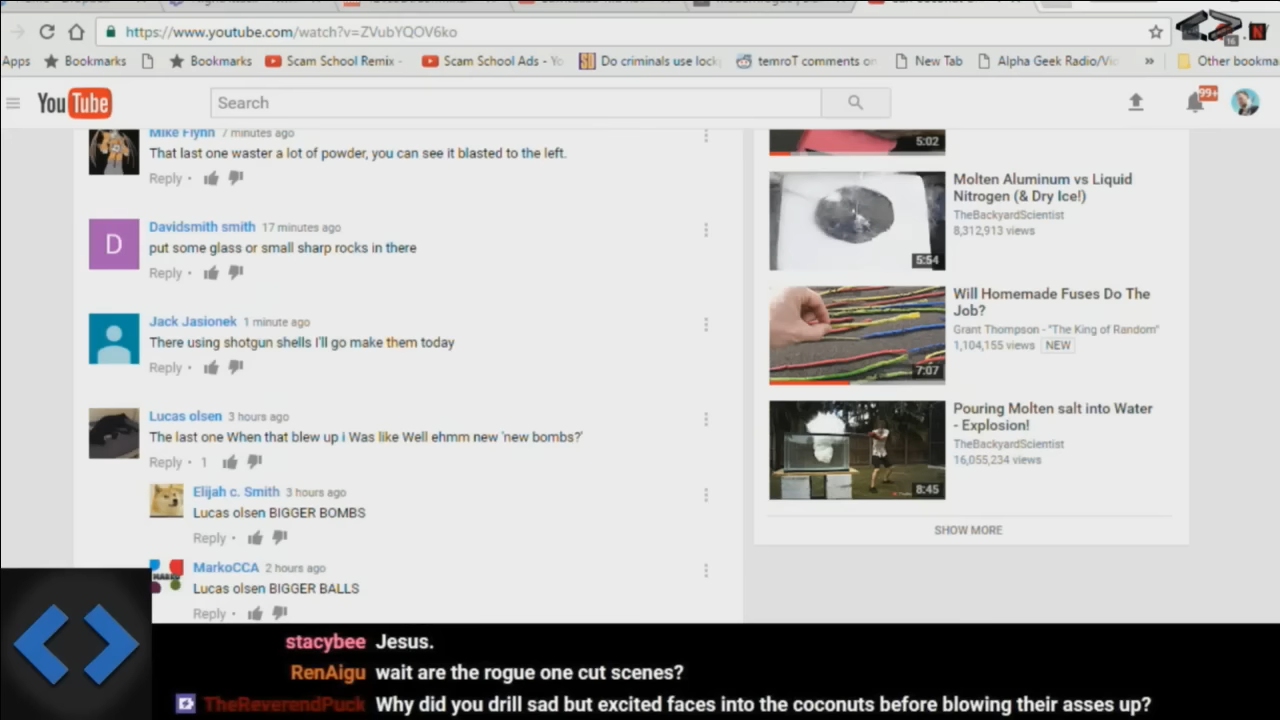 https://www.youtube.com/watch?v=ZVubYQOV6ko
Apps Bookmarks Bookmarks Scam School Remix - Scam School Ads - Yo Do criminals use lock temroT comments on New Tab Alpha Geek Radio/Vi » Other bookma
16 N
YouTube Search 99+
Mike Flynn 7 minutes ago
That last one waster a lot of powder, you can see it blasted to the left.
Reply •
D
Davidsmith smith 17 minutes ago
put some glass or small sharp rocks in there
Reply •
Jack Jasionek 1 minute ago
There using shotgun shells I'll go make them today
Reply •
Lucas olsen 3 hours ago
The last one When that blew up i Was like Well ehmm new 'new bombs?'
Reply • 1
Elijah c. Smith 3 hours ago
Lucas olsen BIGGER BOMBS
Reply •
MarkoCCA 2 hours ago
Lucas olsen BIGGER BALLS
Reply •
5:02
Molten Aluminum vs Liquid
Nitrogen (& Dry Ice!)
TheBackyardScientist
8,312,913 views
5:54
Will Homemade Fuses Do The
Job?
Grant Thompson - "The King of Random"
1,104,155 views NEW
7:07
Pouring Molten salt into Water
- Explosion!
TheBackyardScientist
16,055,234 views
8:45
SHOW MORE
stacybee Jesus.
RenAigu wait are the rogue one cut scenes?
TheReverendPuck Why did you drill sad but excited faces into the coconuts before blowing their asses up?